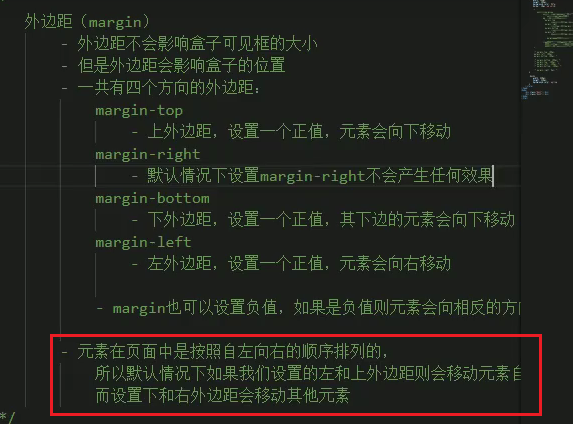 外边距（margin）
- 外边距不会影响盒子可见框的大小
- 但是外边距会影响盒子的位置
- 一共有四个方向的外边距：
margin-top
- 上外边距，设置一个正值，元素会向下移动
margin-right
- 默认情况下设置margin-right不会产生任何效果
margin-bottom
- 下外边距，设置一个正值，其下边的元素会向下移动
margin-left
- 左外边距，设置一个正值，元素会向右移动
- margin也可以设置负值，如果是负值则元素会向相反的方
- 元素在页面中是按照自左向右的顺序排列的，
所以默认情况下如果我们设置的左和上外边距则会移动元素自
而设置下和右外边距会移动其他元素
*/